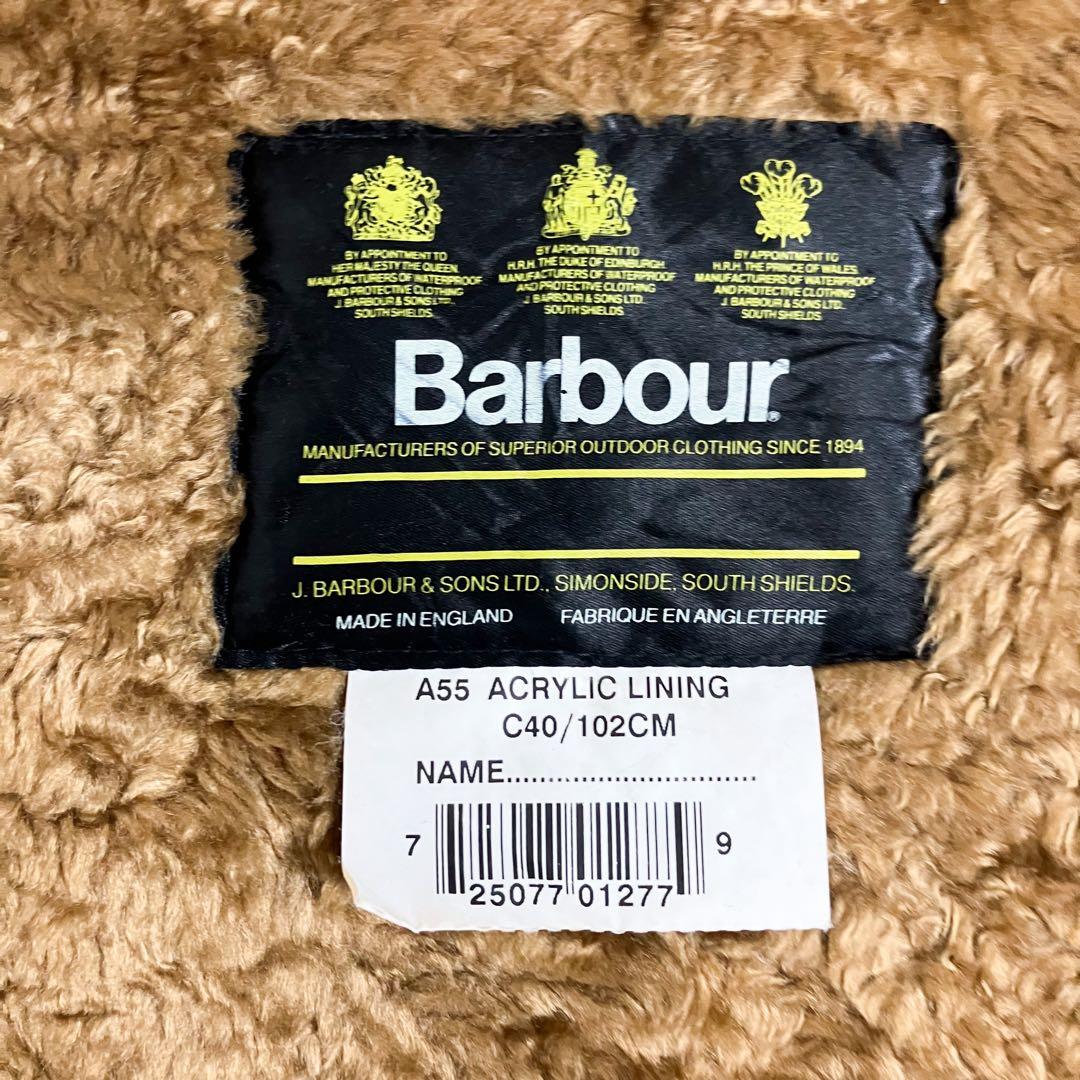 BY APPOINTMENT TO
HER MAJESTY THE QUEEN.
MANUFACTURERS OF WATERPROOF
AND PROTECTIVE CLOTHING
J. BARBOUR & SONS LTD.
SOUTH SHIELDS.
BY APPOINTMENT TO
H.R.H. THE DUKE OF EDINBURGH.
MANUFACTURERS OF WATERPROOF
AND PROTECTIVE CLOTHING
J. BARBOUR & SONS LTD.
SOUTH SHIELDS.
BY APPOINTMENT TO
H.R.H. THE PRINCE OF WALES.
MANUFACTURERS OF WATERPROOF
AND PROTECTIVE CLOTHING
J. BARBOUR & SONS LTD.
SOUTH SHIELDS.
Barbour®
MANUFACTURERS OF SUPERIOR OUTDOOR CLOTHING SINCE 1894
J. BARBOUR & SONS LTD., SIMONSIDE, SOUTH SHIELDS.
MADE IN ENGLAND FABRIQUE EN ANGLETERRE
A55 ACRYLIC LINING
C40/102CM
NAME..............................
7 25077 01277 9